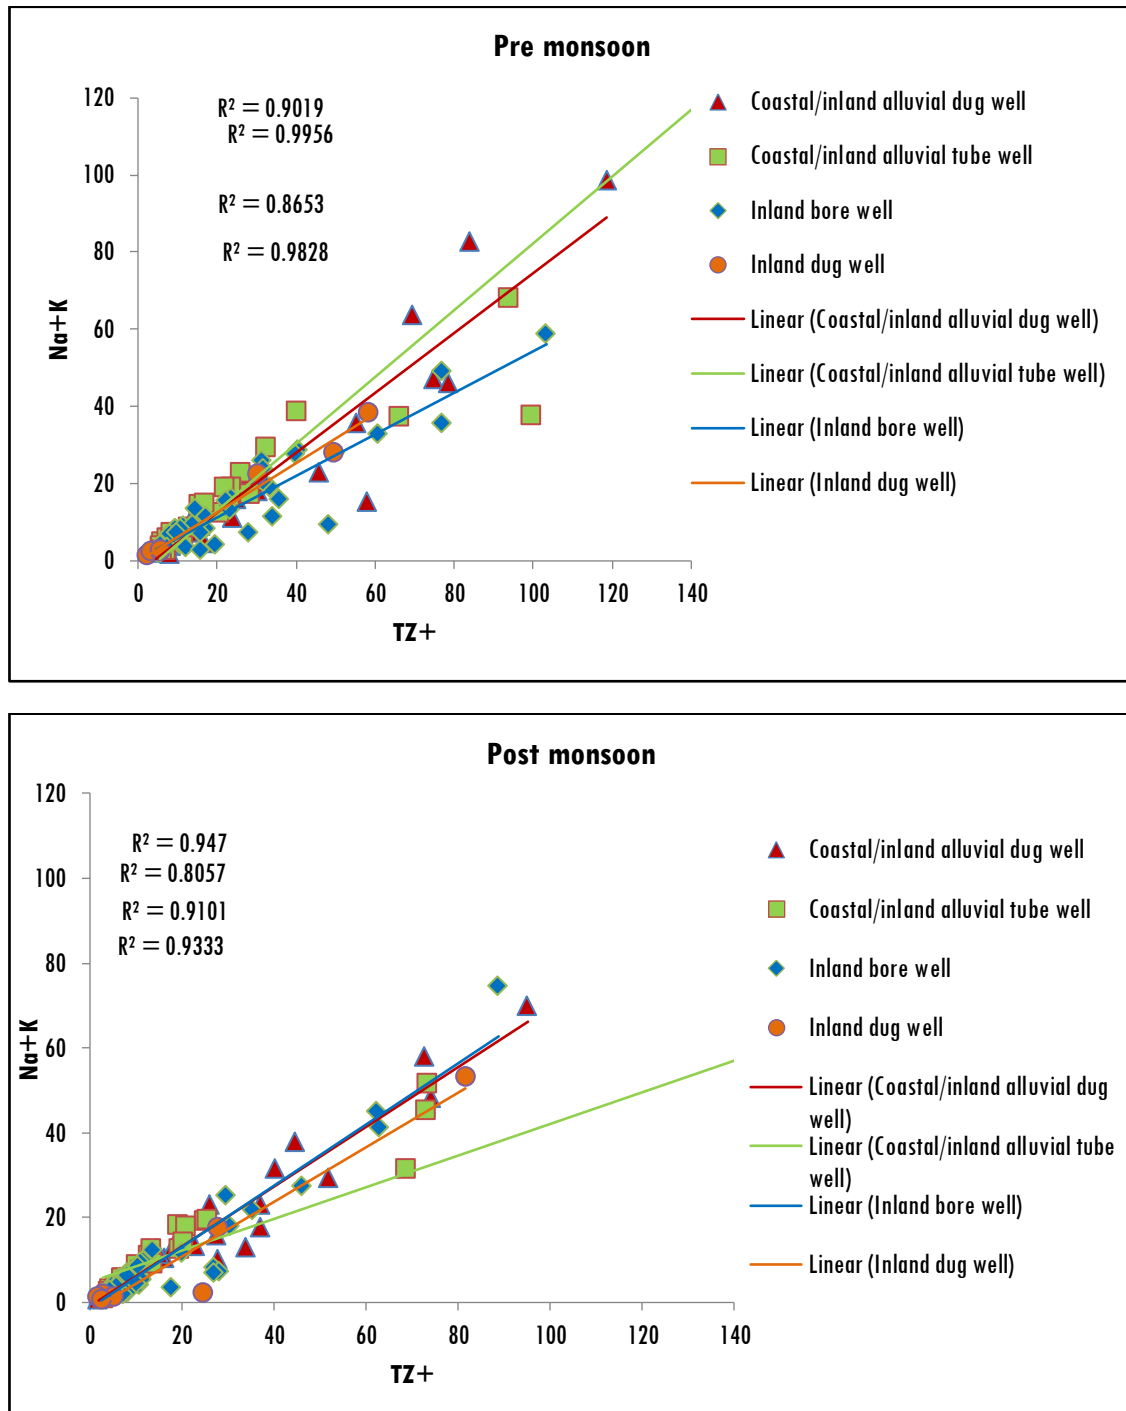 Pre monsoon
120
100
80
60
40
20
0
Na+K
R² = 0.9019
R² = 0.9956
R² = 0.8653
R² = 0.9828
0 20 40 60 80 100 120 140
TZ+
Coastal/inland alluvial dug well
Coastal/inland alluvial tube well
Inland bore well
Inland dug well
Linear (Coastal/inland alluvial dug well)
Linear (Coastal/inland alluvial tube well)
Linear (Inland bore well)
Linear (Inland dug well)
Post monsoon
120
100
80
60
40
20
0
Na+K
R² = 0.947
R² = 0.8057
R² = 0.9101
R² = 0.9333
0 20 40 60 80 100 120 140
TZ+
Coastal/inland alluvial dug well
Coastal/inland alluvial tube well
Inland bore well
Inland dug well
Linear (Coastal/inland alluvial dug
well)
Linear (Coastal/inland alluvial tube
well)
Linear (Inland bore well)
Linear (Inland dug well)